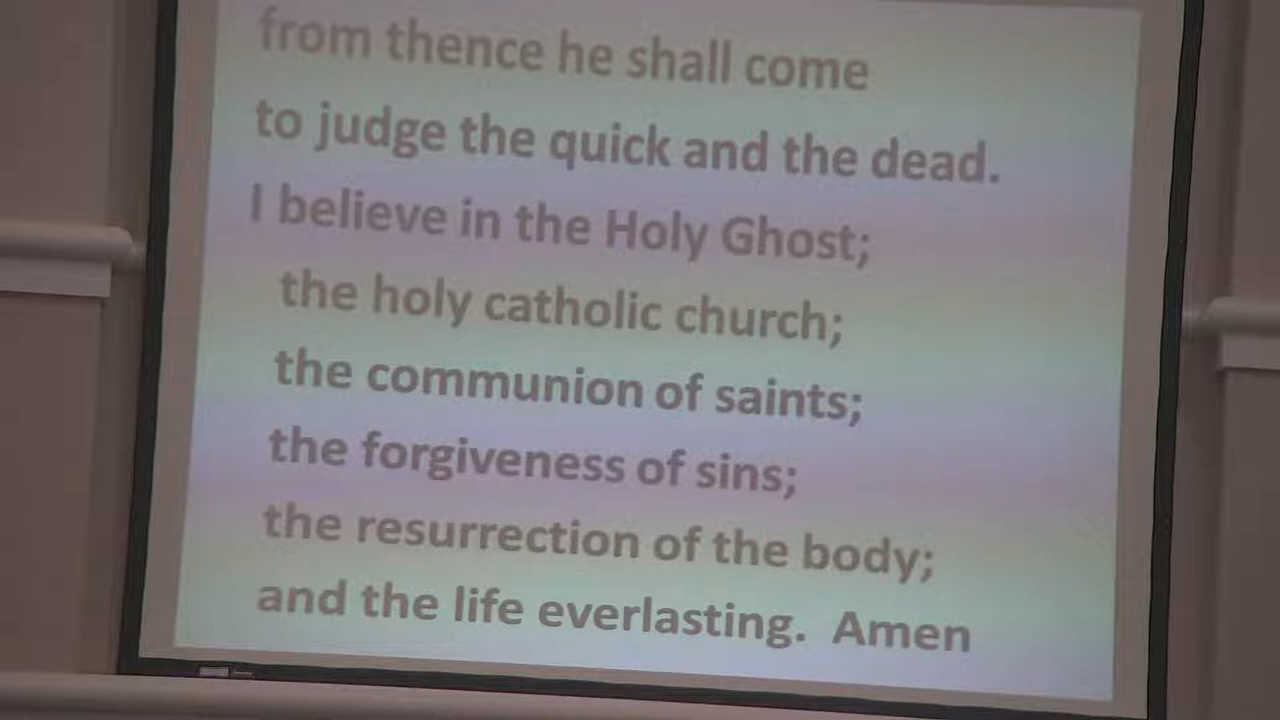 from thence he shall come
to judge the quick and the dead.
I believe in the Holy Ghost;
the holy catholic church;
the communion of saints;
the forgiveness of sins;
the resurrection of the body;
and the life everlasting. Amen